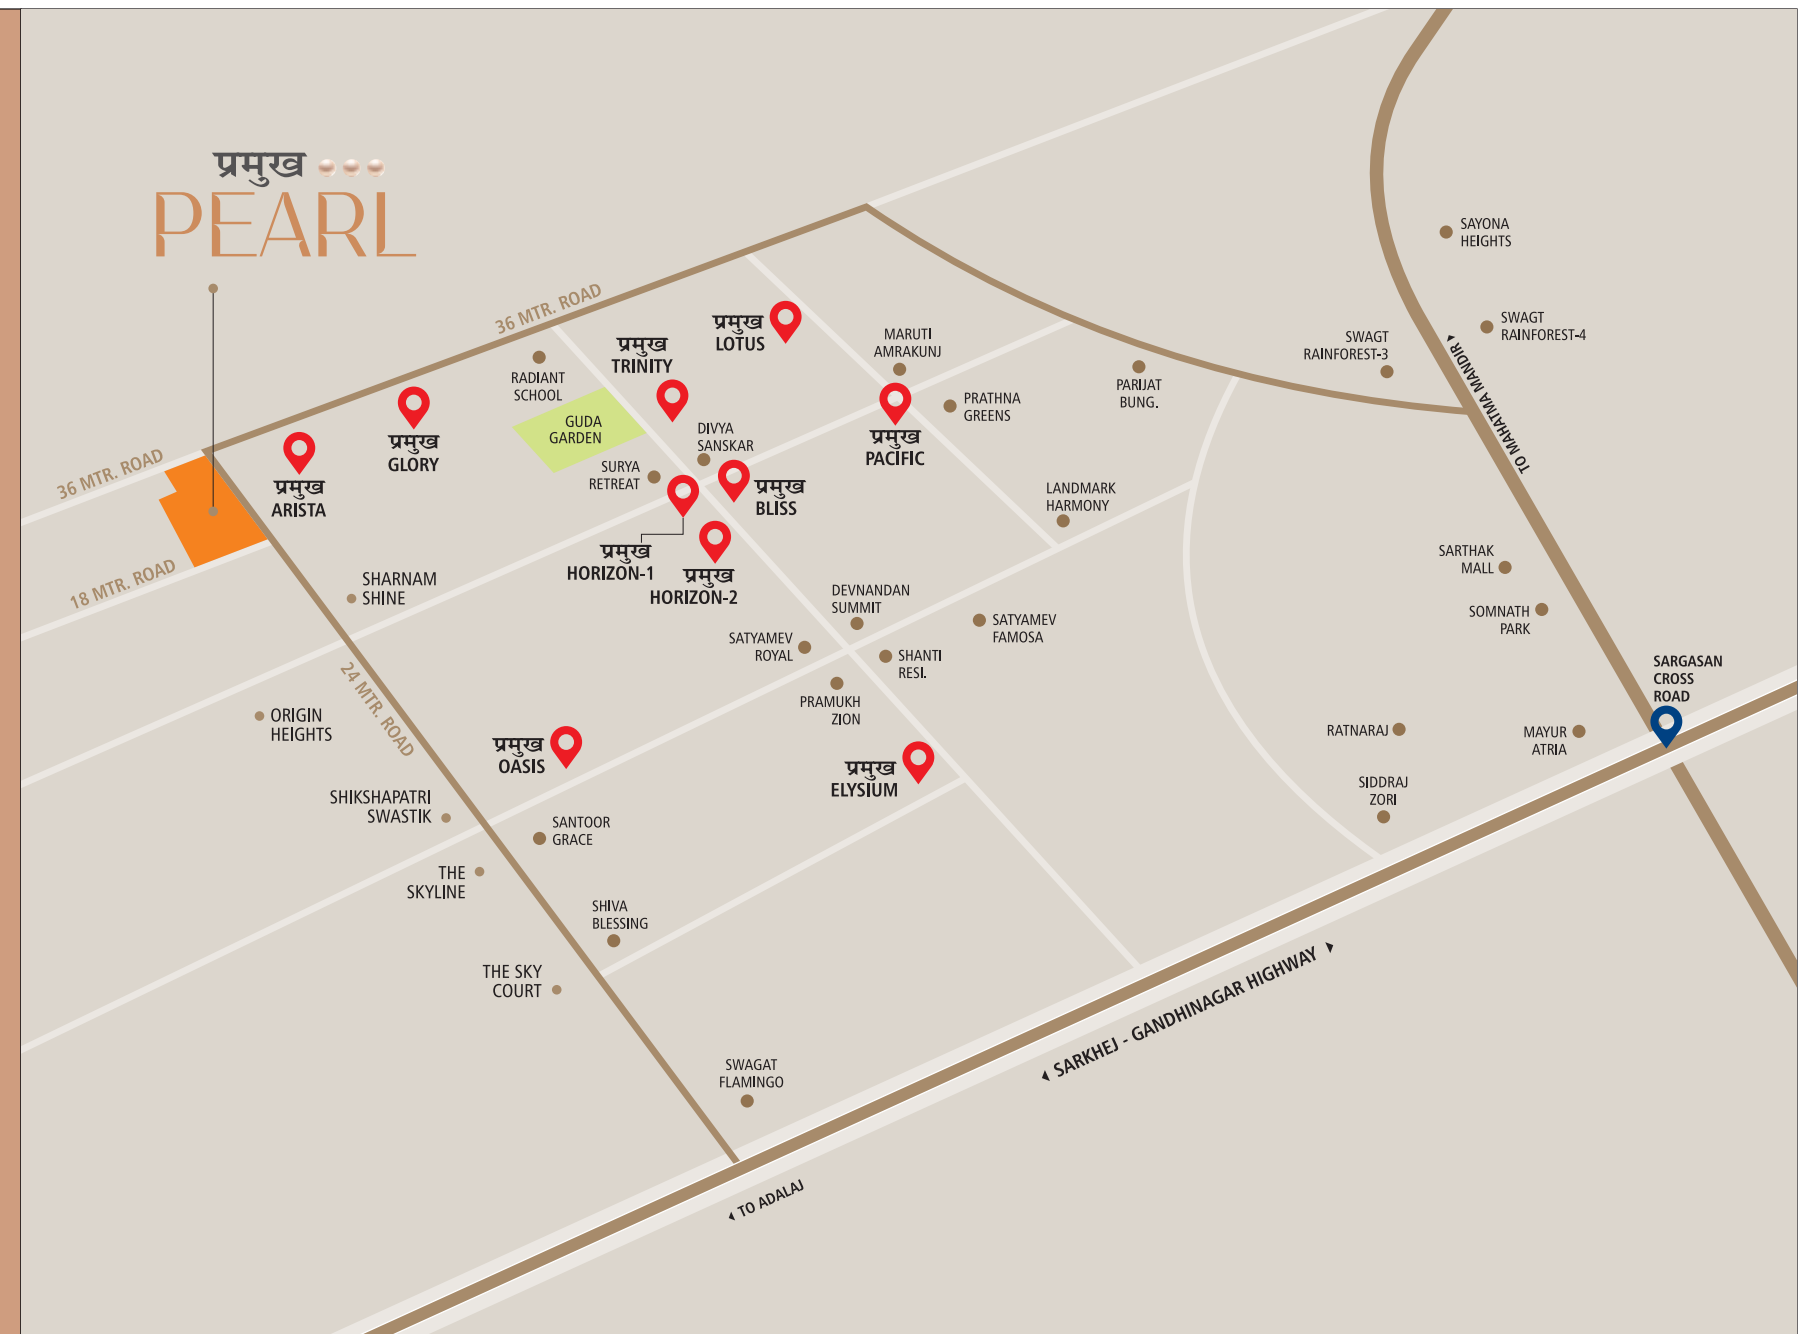 प्रमुख
PEARL
36 MTR. ROAD
36 MTR. ROAD
18 MTR. ROAD
24 MTR. ROAD
प्रमुख
ARISTA
प्रमुख
GLORY
RADIANT
SCHOOL
GUDA
GARDEN
प्रमुख
TRINITY
प्रमुख
LOTUS
MARUTI
AMRAKUNJ
PRATHNA
GREENS
प्रमुख
PACIFIC
DIVYA
SANSKAR
SURYA
RETREAT
प्रमुख
BLISS
प्रमुख
HORIZON-1
प्रमुख
HORIZON-2
PARIJAT
BUNG.
SWAGT
RAINFOREST-3
SAYONA
HEIGHTS
SWAGT
RAINFOREST-4
TO MAHATMA MANDIR
LANDMARK
HARMONY
SARTHAK
MALL
SOMNATH
PARK
SARGASAN
CROSS
ROAD
SHARNAM
SHINE
DEVNANDAN
SUMMIT
SATYAMEV
ROYAL
SATYAMEV
FAMOSA
SHANTI
RESI.
PRAMUKH
ZION
ORIGIN
HEIGHTS
प्रमुख
OASIS
प्रमुख
ELYSIUM
RATNARAJ
MAYUR
ATRIA
SIDDRAJ
ZORI
SHIKSHAPATRI
SWASTIK
SANTOOR
GRACE
THE
SKYLINE
SHIVA
BLESSING
THE SKY
COURT
SWAGAT
FLAMINGO
SARKHEJ - GANDHINAGAR HIGHWAY
TO ADALAJ